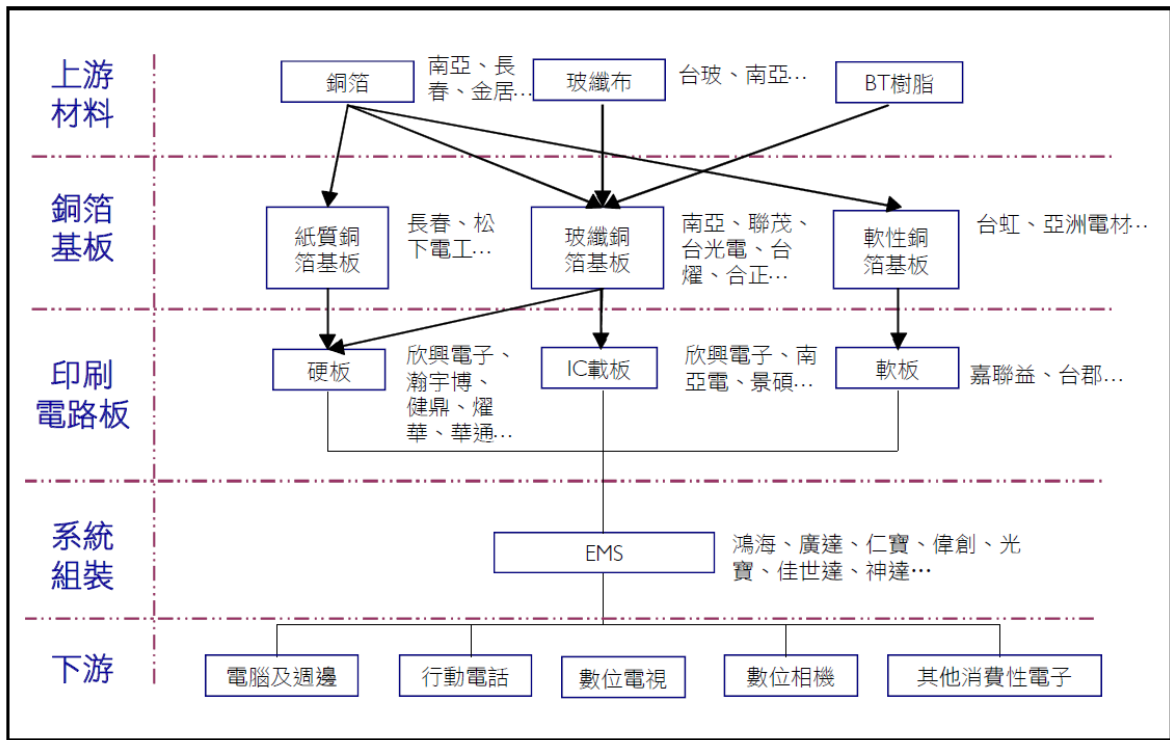 上游
材料
銅箔
南亞、長
春、金居…
玻纖布
台玻、南亞…
BT樹脂
銅箔
基板
紙質銅
箔基板
長春、松
下電工…
玻纖銅
箔基板
南亞、聯茂、
台光電、台
燿、合正…
軟性銅
箔基板
台虹、亞洲電材…
印刷
電路板
硬板
欣興電子、
瀚宇博、
健鼎、燿
華、華通…
IC載板
欣興電子、南
亞電、景碩…
軟板
嘉聯益、台郡…
系統
組裝
EMS
鴻海、廣達、仁寶、偉創、光
寶、佳世達、神達…
下游
電腦及週邊
行動電話
數位電視
數位相機
其他消費性電子